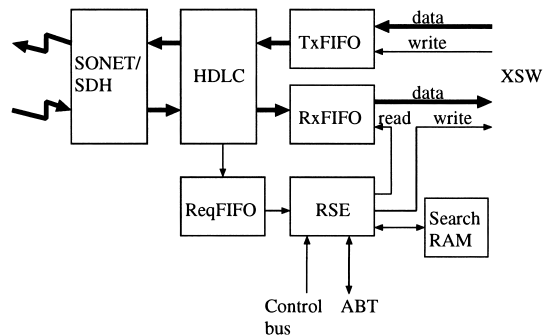 data
TxFIFO
write
SONET/
SDH
HDLC
XSW
data
RxFIFO
read
write
ReqFIFO
RSE
Search
RAM
Control
bus
ABT